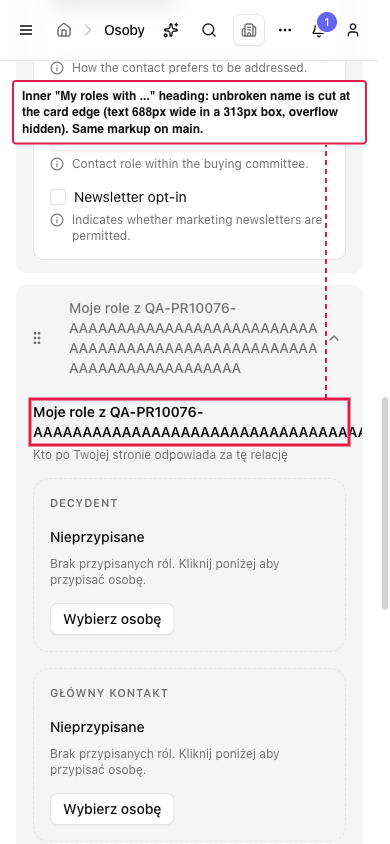 Osoby
1
How the contact prefers to be addressed.
Inner "My roles with ..." heading: unbroken name is cut at
the card edge (text 688px wide in a 313px box, overflow
hidden). Same markup on main.
Contact role within the buying committee.
Newsletter opt-in
Indicates whether marketing newsletters are
permitted.
Moje role z QA-PR10076-
AAAAAAAAAAAAAAAAAAAAAAAAAA
AAAAAAAAAAAAAAAAAAAAAAAAAA
AAAAAAAAAAAAAAAAAA
Moje role z QA-PR10076-
AAAAAAAAAAAAAAAAAAAAAAAAAAAAAAAAA
Kto po Twojej stronie odpowiada za tę relację
DECYDENT
Nieprzypisane
Brak przypisanych ról. Kliknij poniżej aby
przypisać osobę.
Wybierz osobę
GŁÓWNY KONTAKT
Nieprzypisane
Brak przypisanych ról. Kliknij poniżej aby
przypisać osobę.
Wybierz osobę